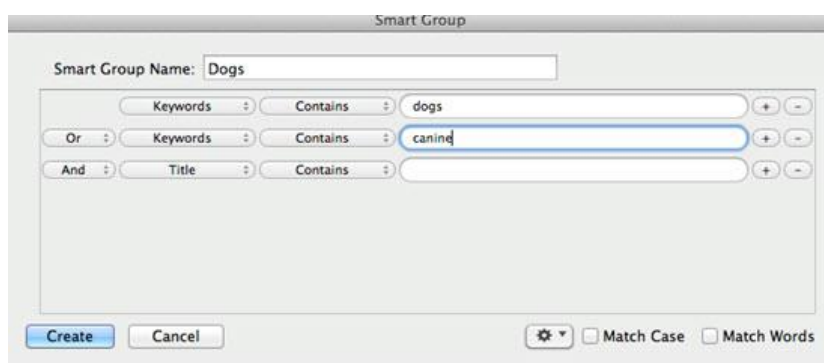 Smart Group
Smart Group Name: Dogs
Keywords Contains dogs + -
Or Keywords Contains canine + -
And Title Contains + -
Create Cancel Match Case Match Words